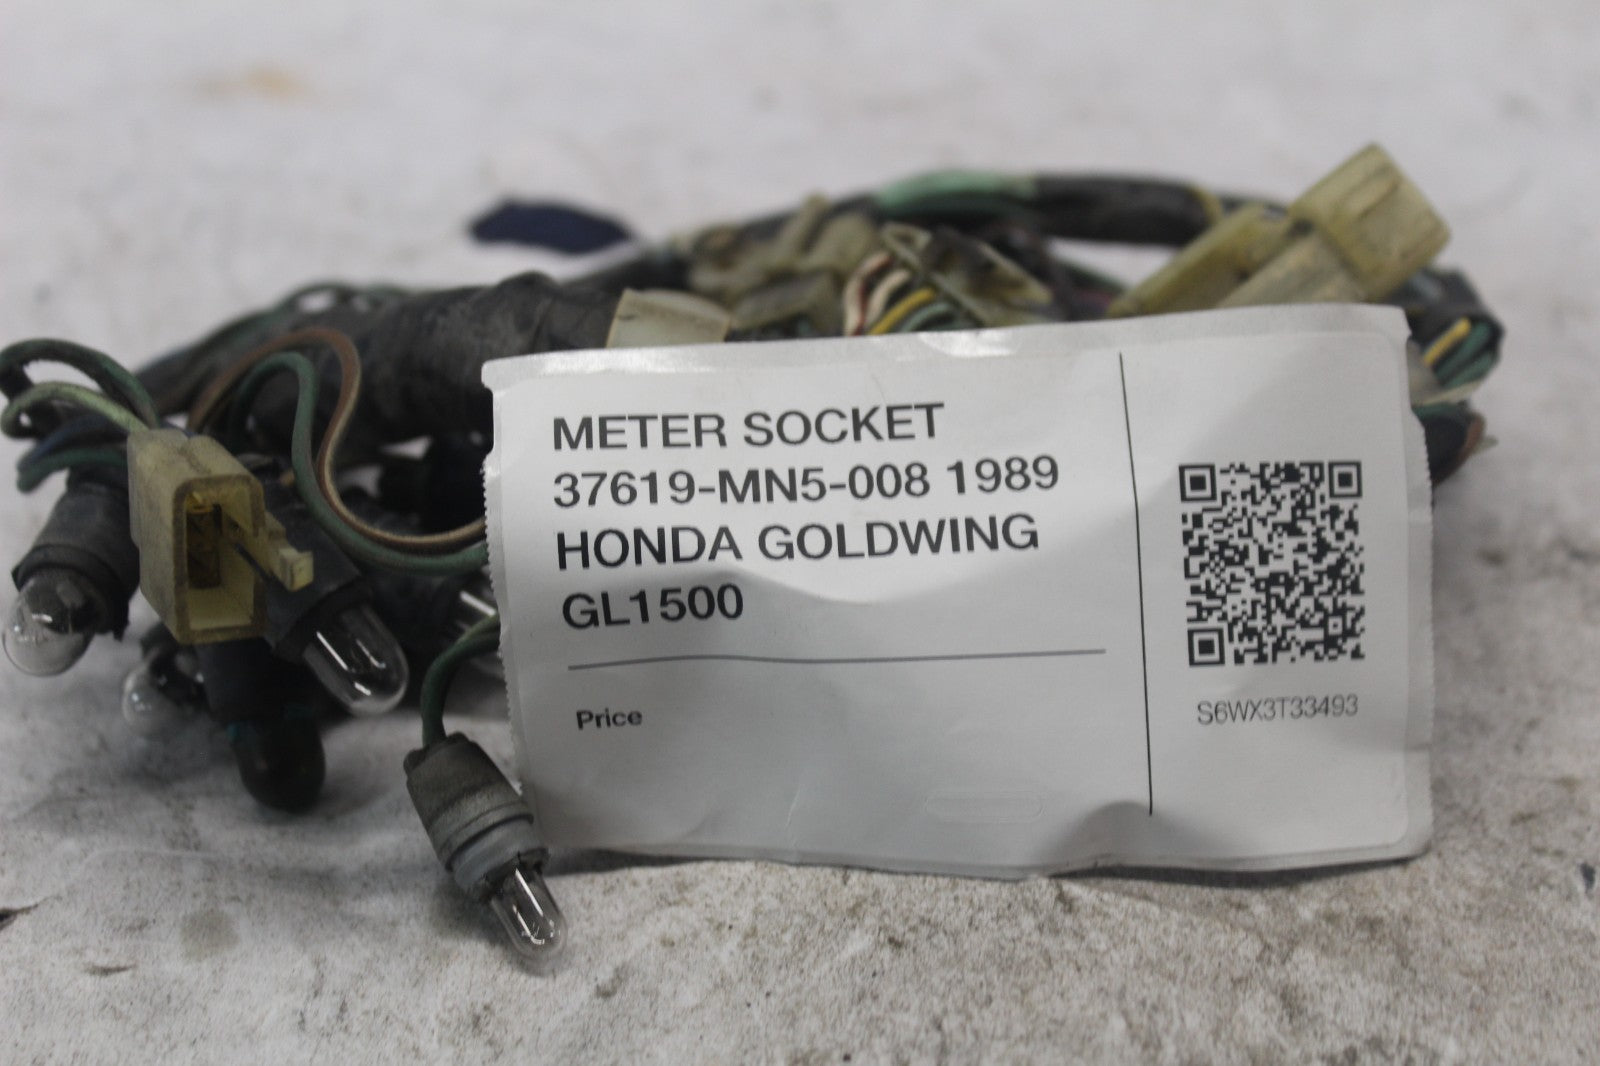 METER SOCKET
37619-MN5-008 1989
HONDA GOLDWING
GL1500
Price
S6WX3T33493